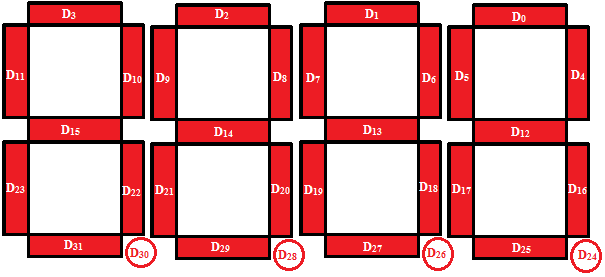 D3 D2 D1 D0
D11 D10 D9 D8 D7 D6 D5 D4
D15 D14 D13 D12
D23 D22 D21 D20 D19 D18 D17 D16
D31 D30 D29 D28 D27 D26 D25 D24